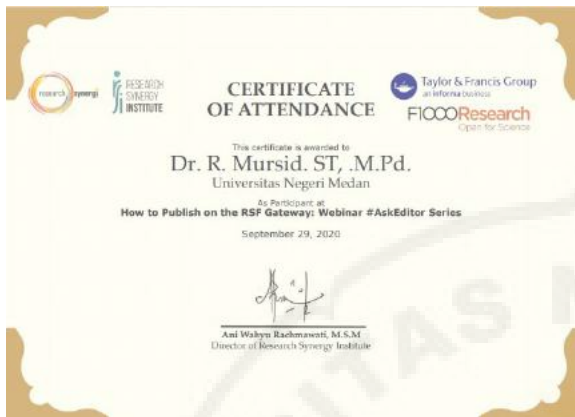 research synergi
RESEARCH
SYNERGY
INSTITUTE
CERTIFICATE
OF ATTENDANCE
Taylor & Francis Group
an informa business
F1000Research
Open for Science
This certificate is awarded to
Dr. R. Mursid. ST, .M.Pd.
Universitas Negeri Medan
As Participant at
How to Publish on the RSF Gateway: Webinar #AskEditor Series
September 29, 2020
Ani Wahyu Rachmawati, M.S.M
Director of Research Synergy Institute
ITAS N